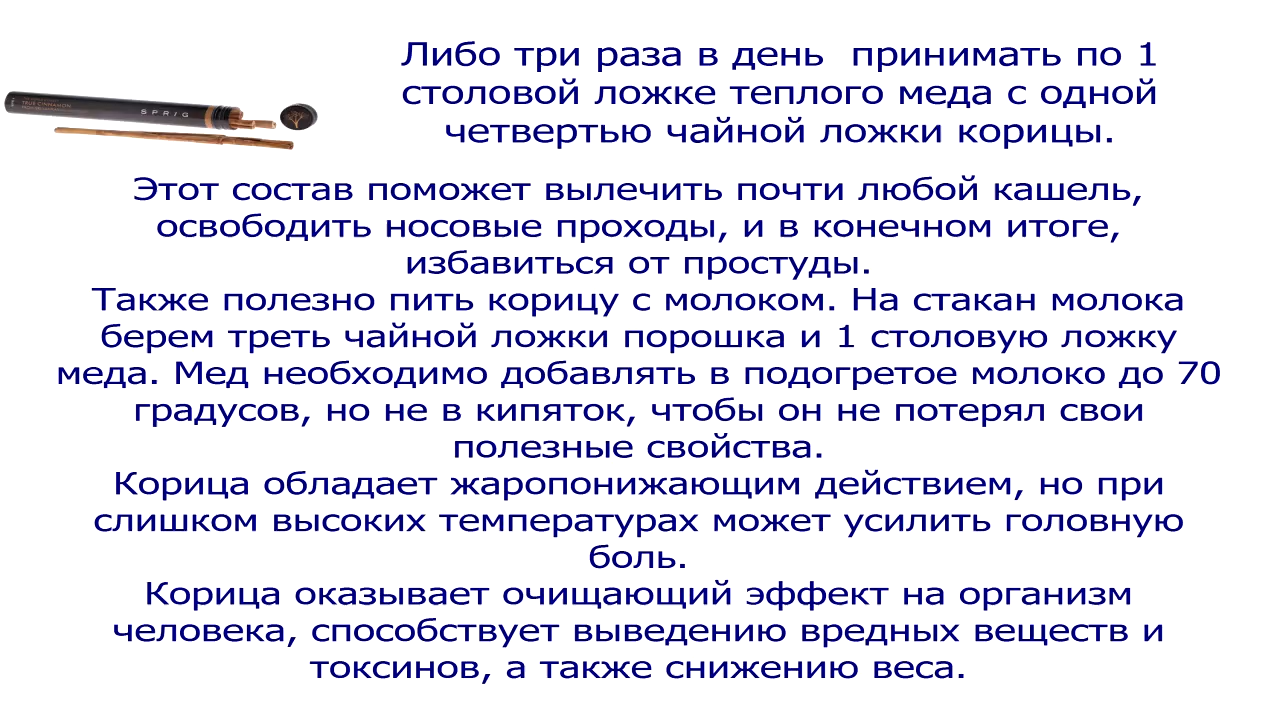 Либо три раза в день  принимать по 1
столовой ложке теплого меда с одной
четвертью чайной ложки корицы.
TRUE CINNAMON
SPRIG
Этот состав поможет вылечить почти любой кашель,
освободить носовые проходы, и в конечном итоге,
избавиться от простуды.
Также полезно пить корицу с молоком. На стакан молока
берем треть чайной ложки порошка и 1 столовую ложку
меда. Мед необходимо добавлять в подогретое молоко до 70
градусов, но не в кипяток, чтобы он не потерял свои
полезные свойства.
Корица обладает жаропонижающим действием, но при
слишком высоких температурах может усилить головную
боль.
Корица оказывает очищающий эффект на организм
человека, способствует выведению вредных веществ и
токсинов, а также снижению веса.